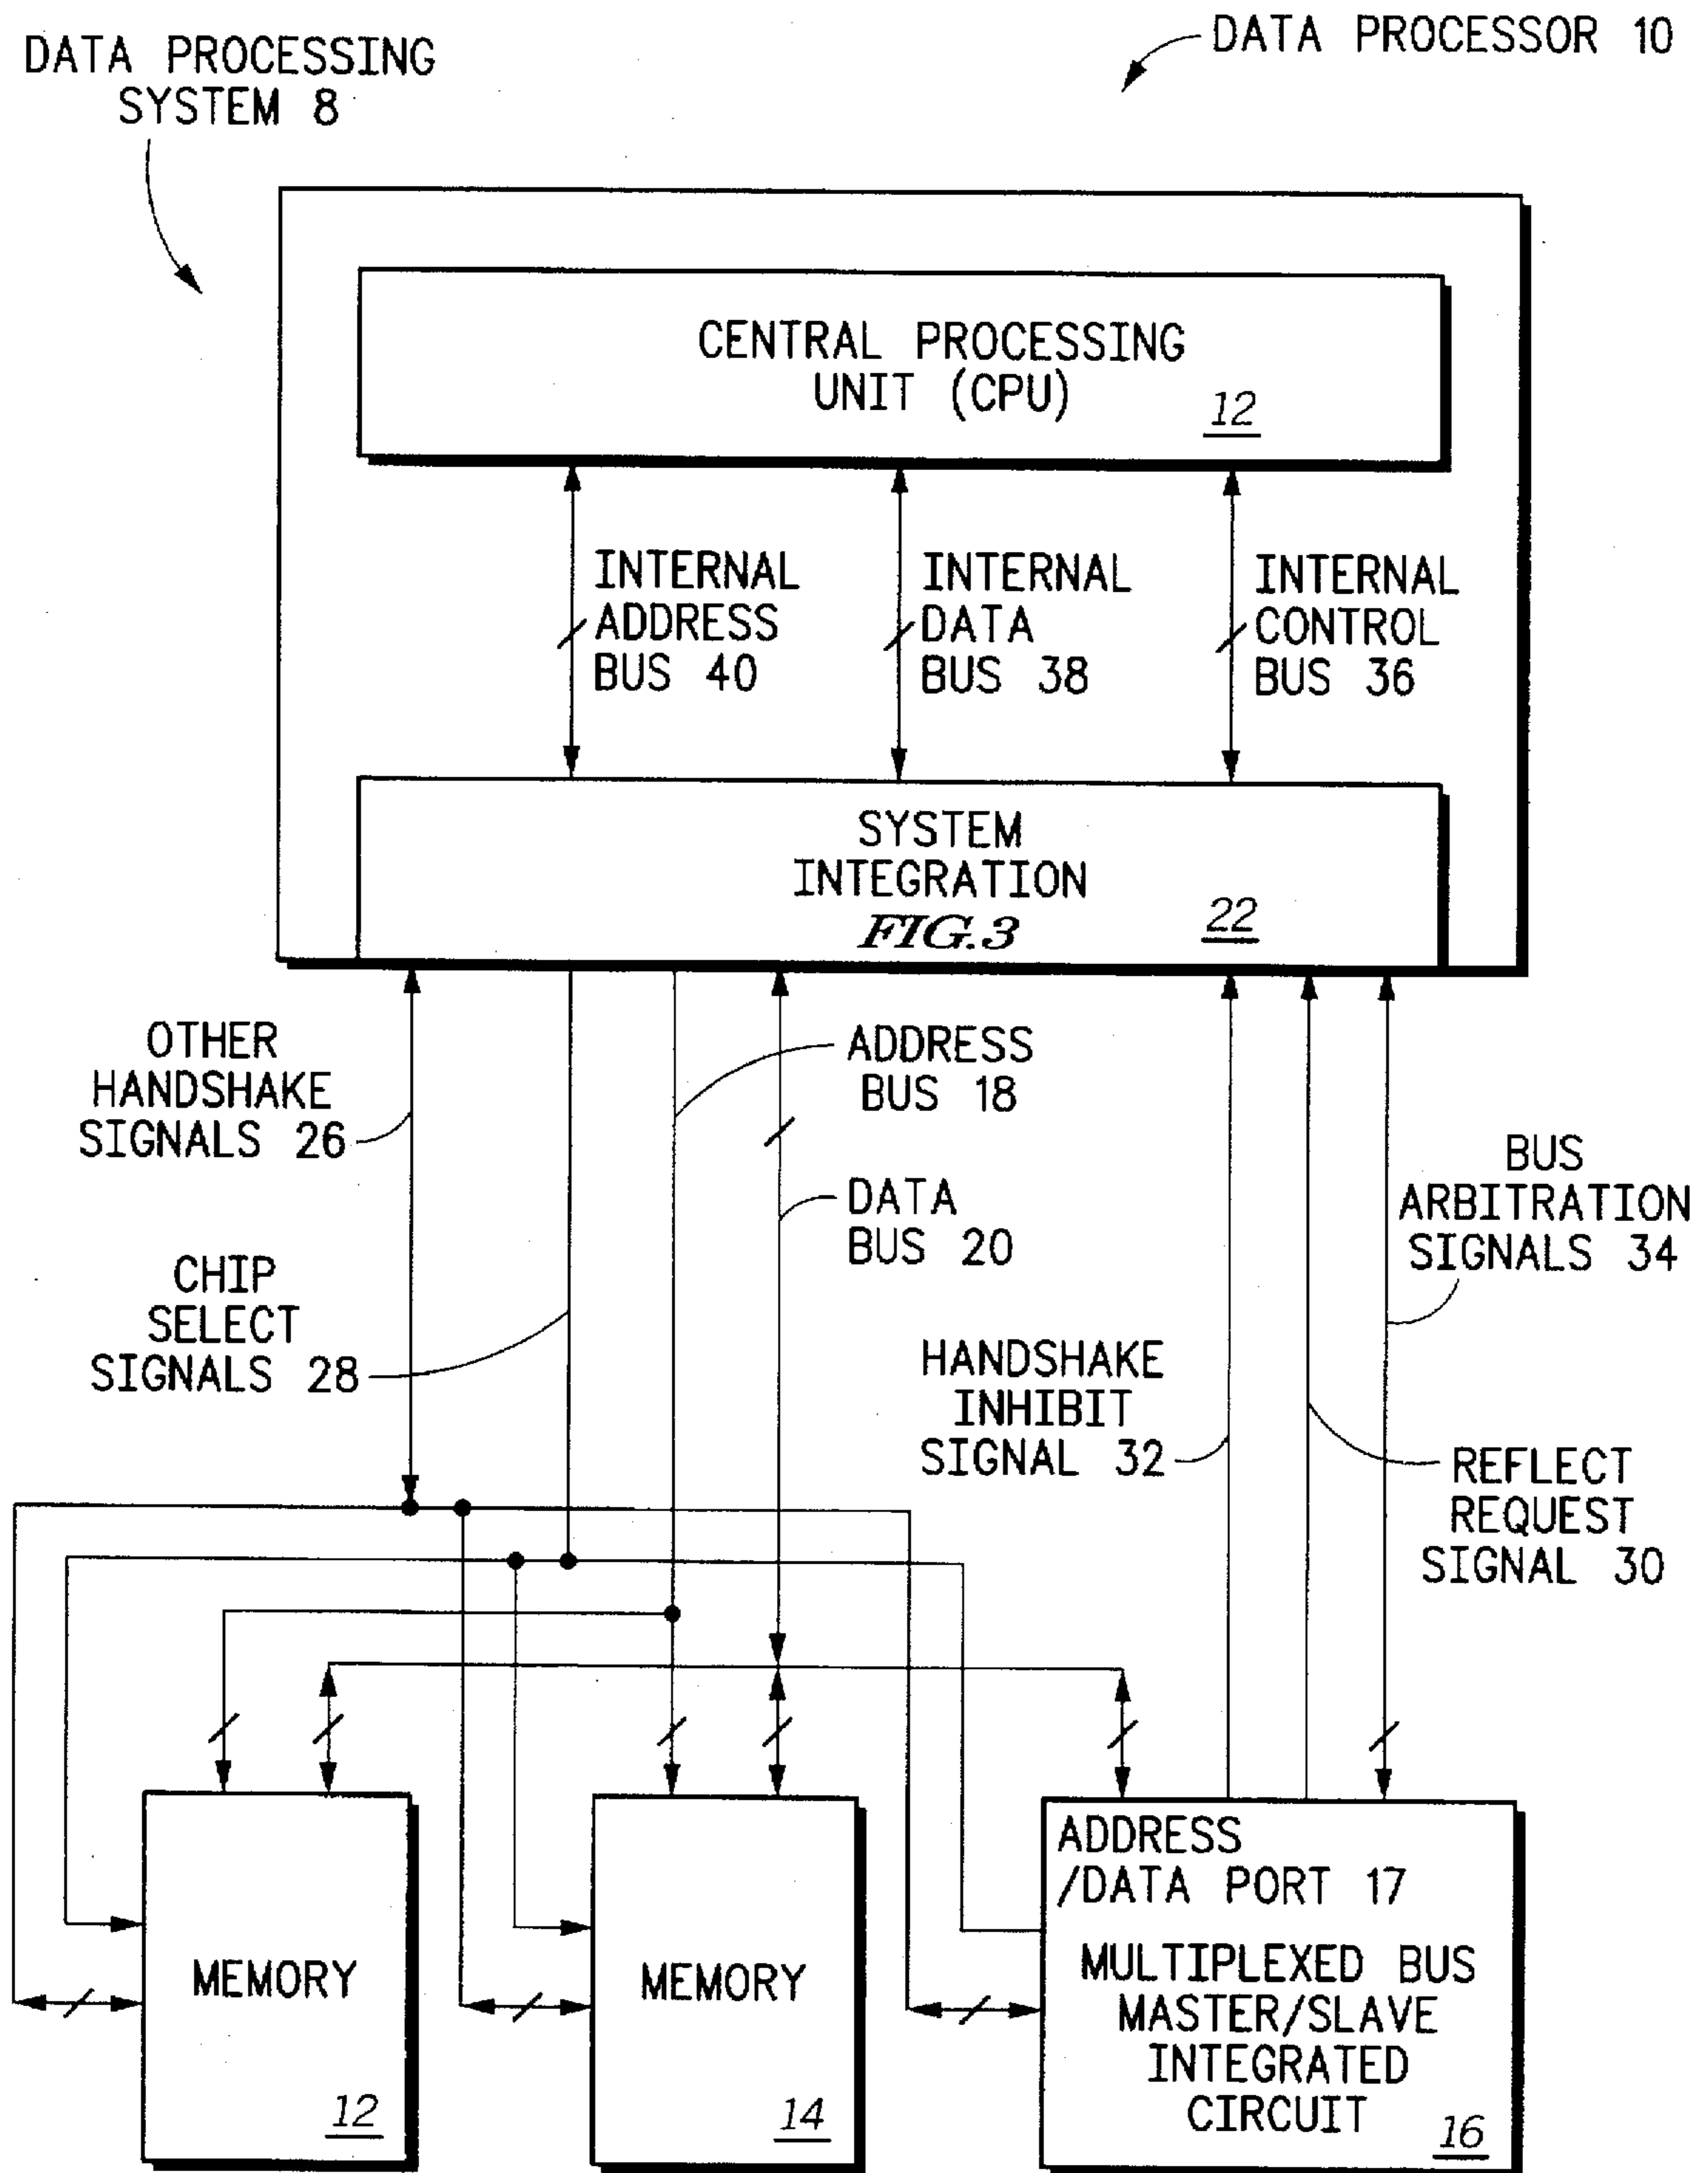 DATA PROCESSOR 10
DATA PROCESSING
SYSTEM 8
CENTRAL PROCESSING
UNIT (CPU)
12
INTERNAL
ADDRESS
BUS 40
INTERNAL
DATA
BUS 38
INTERNAL
CONTROL
BUS 36
SYSTEM
INTEGRATION
FIG.3
22
OTHER
HANDSHAKE
SIGNALS 26
ADDRESS
BUS 18
DATA
BUS 20
BUS
ARBITRATION
SIGNALS 34
CHIP
SELECT
SIGNALS 28
HANDSHAKE
INHIBIT
SIGNAL 32
REFLECT
REQUEST
SIGNAL 30
MEMORY
12
MEMORY
14
ADDRESS
/DATA PORT 17
MULTIPLEXED BUS
MASTER/SLAVE
INTEGRATED
CIRCUIT
16